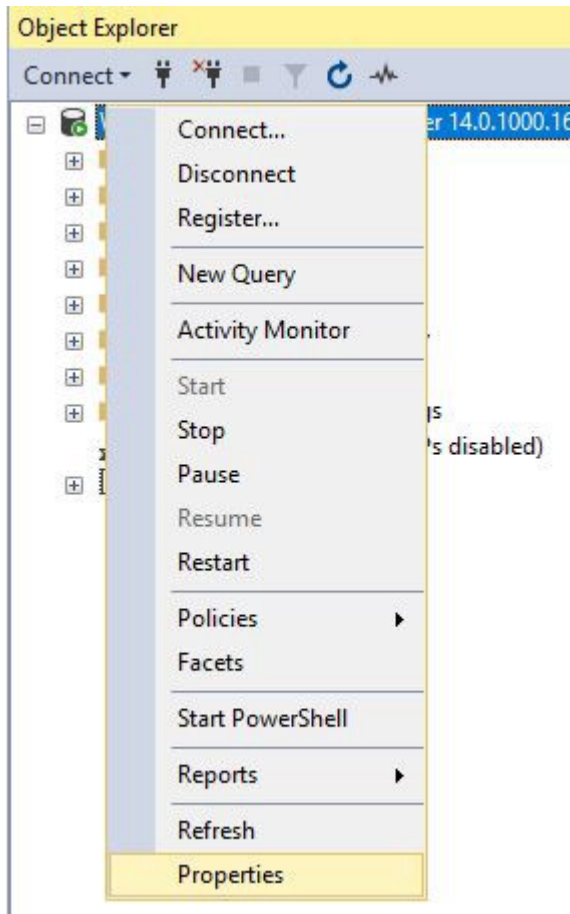 Object Explorer
Connect
er 14.0.1000.16
Connect...
Disconnect
Register...
New Query
Activity Monitor
Start
Stop
Pause
Resume
Restart
Policies
Facets
Start PowerShell
Reports
Refresh
Properties
gs
's disabled)